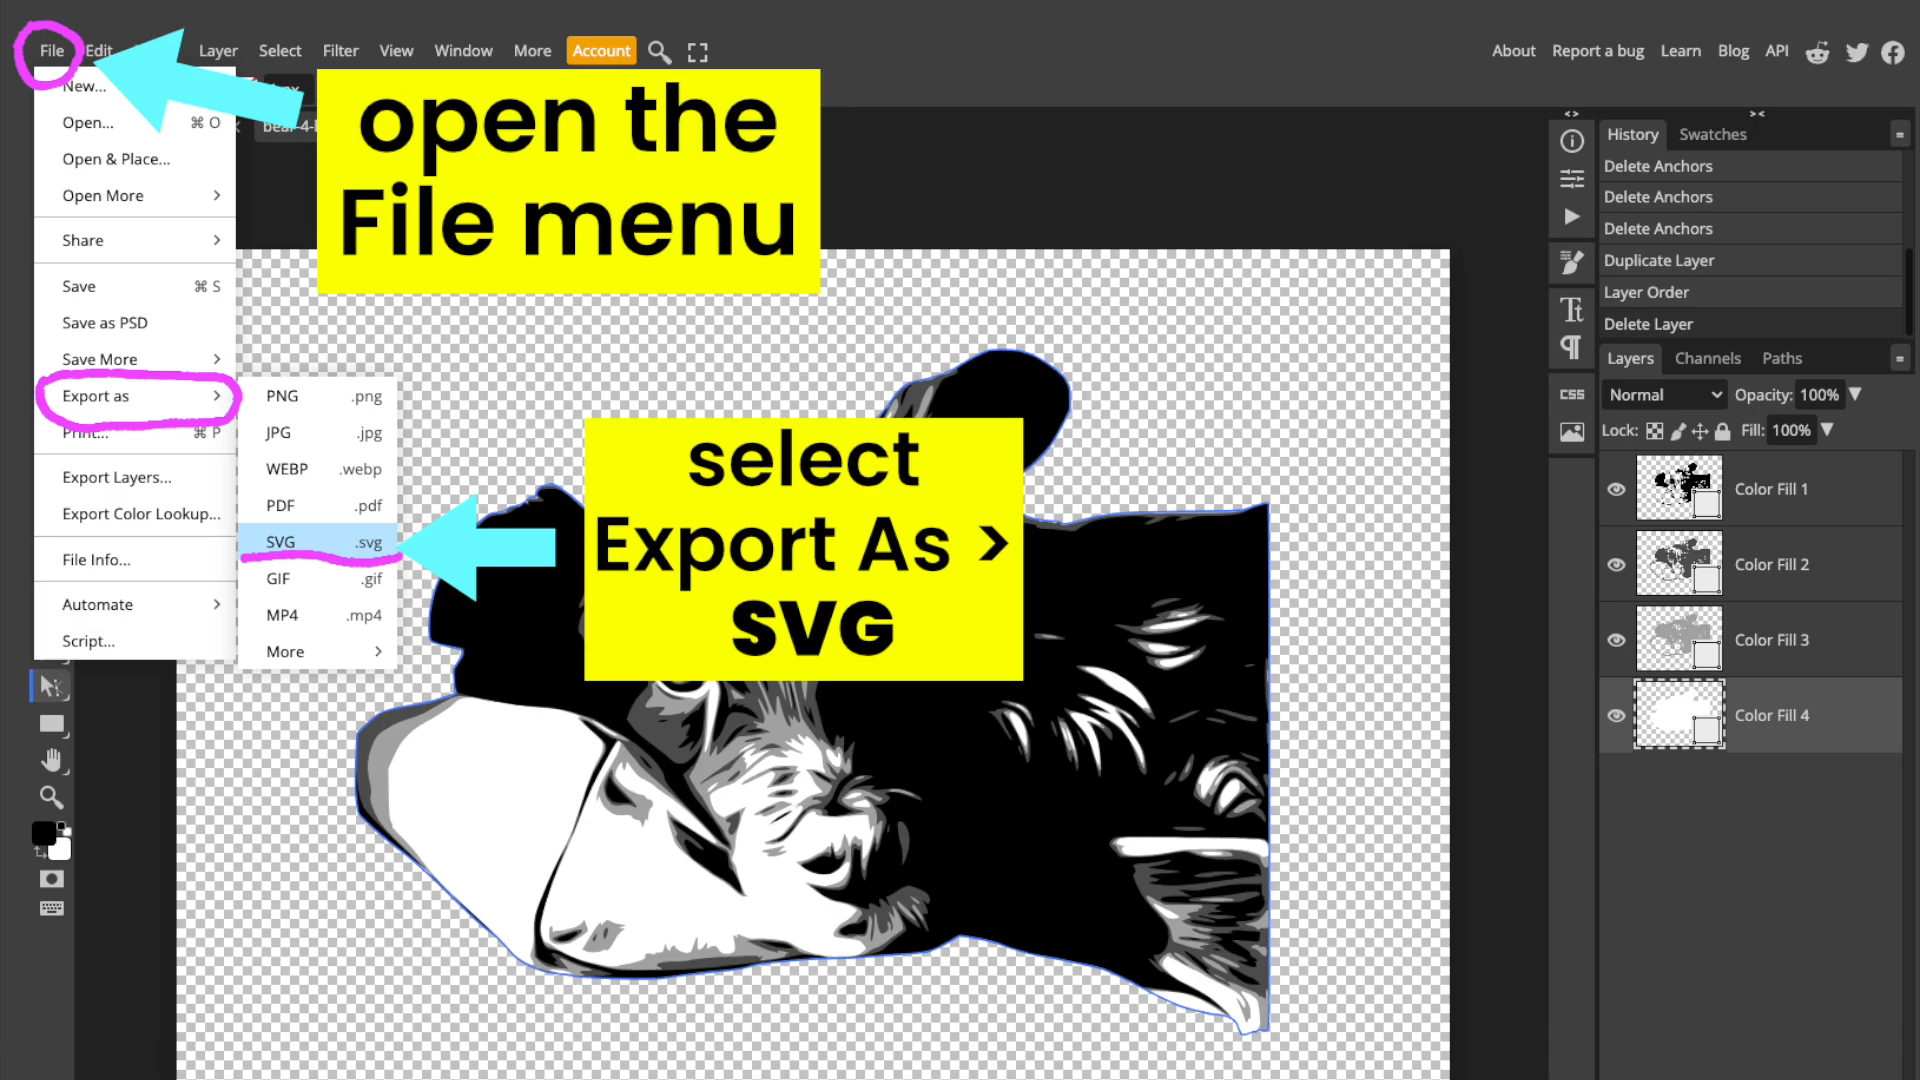 File Edit Layer Select Filter View Window More Account About Report a bug Learn Blog API
New...
Open... ⌘ O
Open & Place...
Open More >
Share >
Save ⌘ S
Save as PSD
Save More >
Export as >
Print... ⌘ P
Export Layers...
Export Color Lookup...
File Info...
Automate >
Script...
PNG .png
JPG .jpg
WEBP .webp
PDF .pdf
SVG .svg
GIF .gif
MP4 .mp4
More >
open the
File menu
select
Export As >
SVG
History Swatches
Delete Anchors
Delete Anchors
Delete Anchors
Duplicate Layer
Layer Order
Delete Layer
Layers Channels Paths
CSS
Normal Opacity: 100%
Lock: Fill: 100%
Color Fill 1
Color Fill 2
Color Fill 3
Color Fill 4